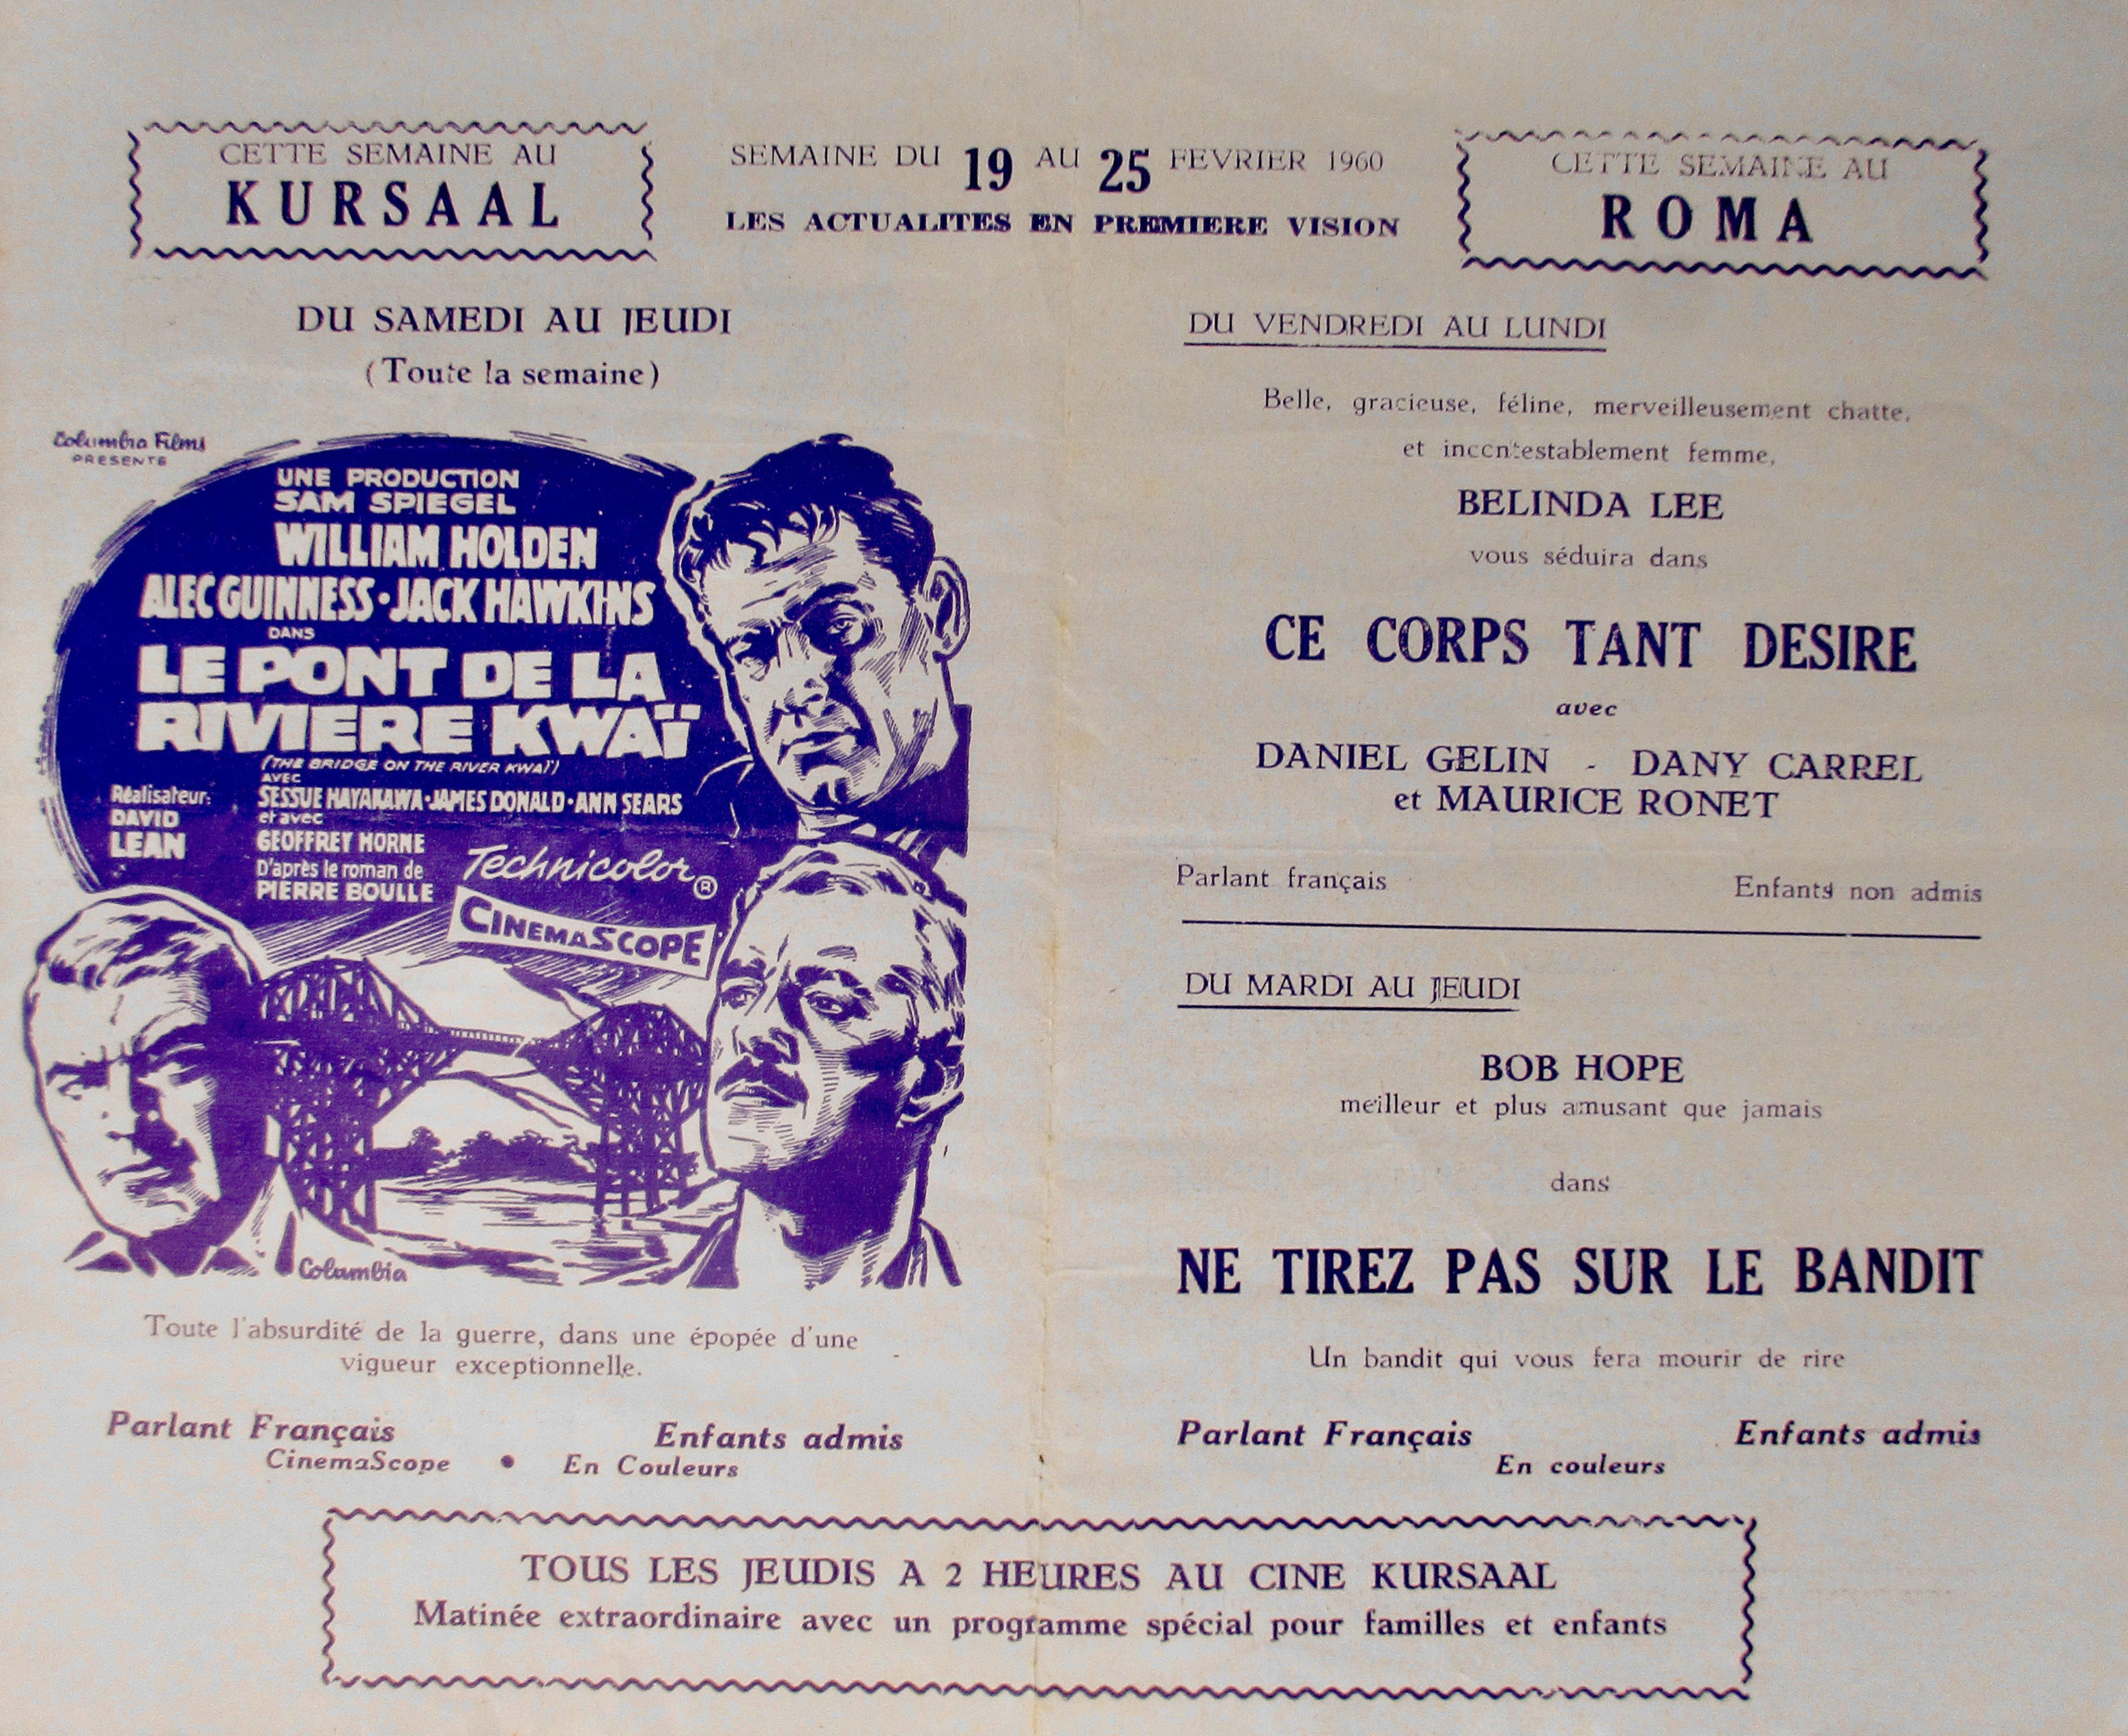 CETTE SEMAINE AU
KURSAAL
SEMAINE DU 19 AU 25 FEVRIER 1960
LES ACTUALITES EN PREMIERE VISION
CETTE SEMAINE AU
ROMA
DU SAMEDI AU JEUDI
(Toute la semaine)
Columbia Films
PRESENTE
UNE PRODUCTION
SAM SPIEGEL
WILLIAM HOLDEN
ALEC GUINNESS · JACK HAWKINS
DANS
LE PONT DE LA
RIVIERE KWAÏ
(THE BRIDGE ON THE RIVER KWAÏ)
AVEC
SESSUE HAYAKAWA · JAMES DONALD · ANN SEARS
et avec
GEOFFREY HORNE
D'après le roman de
PIERRE BOULLE
Réalisateur:
DAVID
LEAN
Technicolor ®
CINEMASCOPE
Columbia
Toute l'absurdité de la guerre, dans une épopée d'une
vigueur exceptionnelle.
Parlant Français Enfants admis
CinemaScope • En Couleurs
DU VENDREDI AU LUNDI
Belle, gracieuse, féline, merveilleusement chatte,
et inccntestablement femme,
BELINDA LEE
vous séduira dans
CE CORPS TANT DESIRE
avec
DANIEL GELIN - DANY CARREL
et MAURICE RONET
Parlant français Enfants non admis
DU MARDI AU JEUDI
BOB HOPE
meilleur et plus amusant que jamais
dans
NE TIREZ PAS SUR LE BANDIT
Un bandit qui vous fera mourir de rire
Parlant Français Enfants admis
En couleurs
TOUS LES JEUDIS A 2 HEURES AU CINE KURSAAL
Matinée extraordinaire avec un programme spécial pour familles et enfants